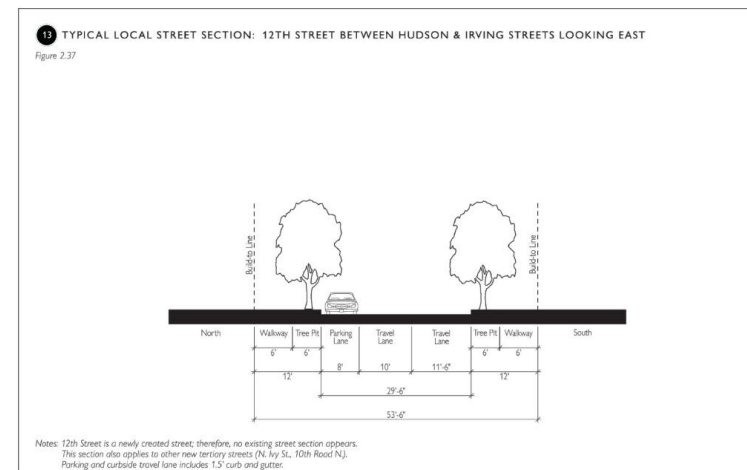 13 TYPICAL LOCAL STREET SECTION: 12TH STREET BETWEEN HUDSON & IRVING STREETS LOOKING EAST
Figure 2.37
Build-to Line
Build-to Line
North
Walkway
Tree Pit
Parking Lane
Travel Lane
Travel Lane
Tree Pit
Walkway
South
6'
6'
8'
10'
11'-6"
6'
6'
12'
12'
29'-6"
53'-6"
Notes: 12th Street is a newly created street; therefore, no existing street section appears.
This section also applies to other new tertiary streets (N. Ivy St., 10th Road N.).
Parking and curbside travel lane includes 1.5' curb and gutter.